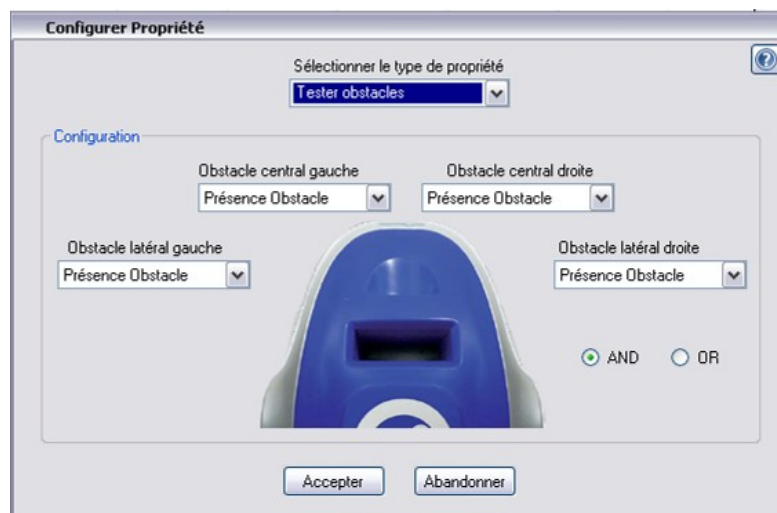 Configurer Propriété
Sélectionner le type de propriété
Tester obstacles
Configuration
Obstacle central gauche
Obstacle central droite
Présence Obstacle
Présence Obstacle
Obstacle latéral gauche
Obstacle latéral droite
Présence Obstacle
Présence Obstacle
AND
OR
Accepter
Abandonner